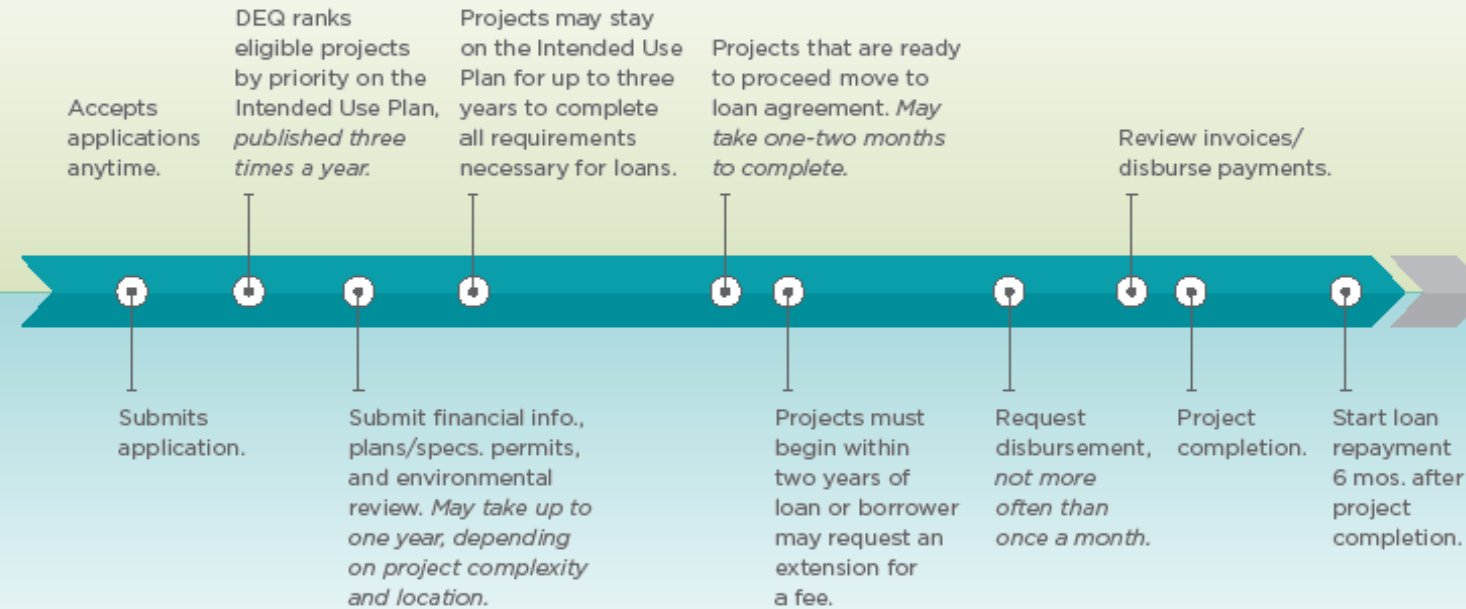 Accepts
applications
anytime.
DEQ ranks
eligible projects
by priority on the
Intended Use Plan,
published three
times a year.
Projects may stay
on the Intended Use
Plan for up to three
years to complete
all requirements
necessary for loans.
Projects that are ready
to proceed move to
loan agreement. May
take one-two months
to complete.
Review invoices/
disburse payments.
Submits
application.
Submit financial info.,
plans/specs. permits,
and environmental
review. May take up to
one year, depending
on project complexity
and location.
Projects must
begin within
two years of
loan or borrower
may request an
extension for
a fee.
Request
disbursement,
not more
often than
once a month.
Project
completion.
Start loan
repayment
6 mos. after
project
completion.